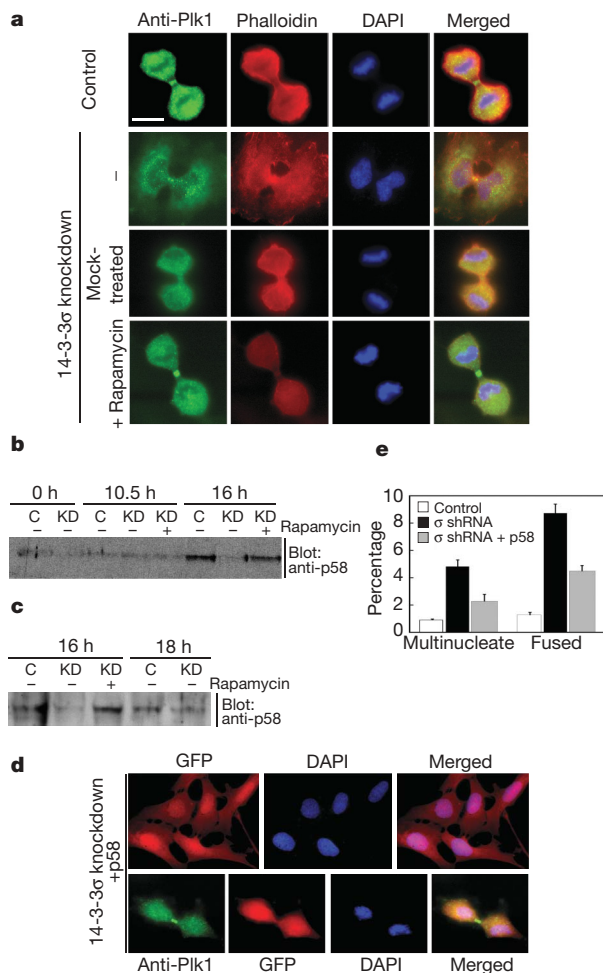 a
Anti-Plk1 Phalloidin DAPI Merged
Control
14-3-3σ knockdown
–
Mock-
treated
+ Rapamycin
b
0 h 10.5 h 16 h
C KD C KD KD C KD KD
– – – – + – – + Rapamycin
Blot:
anti-p58
c
16 h 18 h
C KD KD C KD
– – + – – Rapamycin
Blot:
anti-p58
e
Control
σ shRNA
σ shRNA + p58
Percentage
10
8
6
4
2
0
Multinucleate Fused
d
GFP DAPI Merged
14-3-3σ knockdown
+p58
Anti-Plk1 GFP DAPI Merged